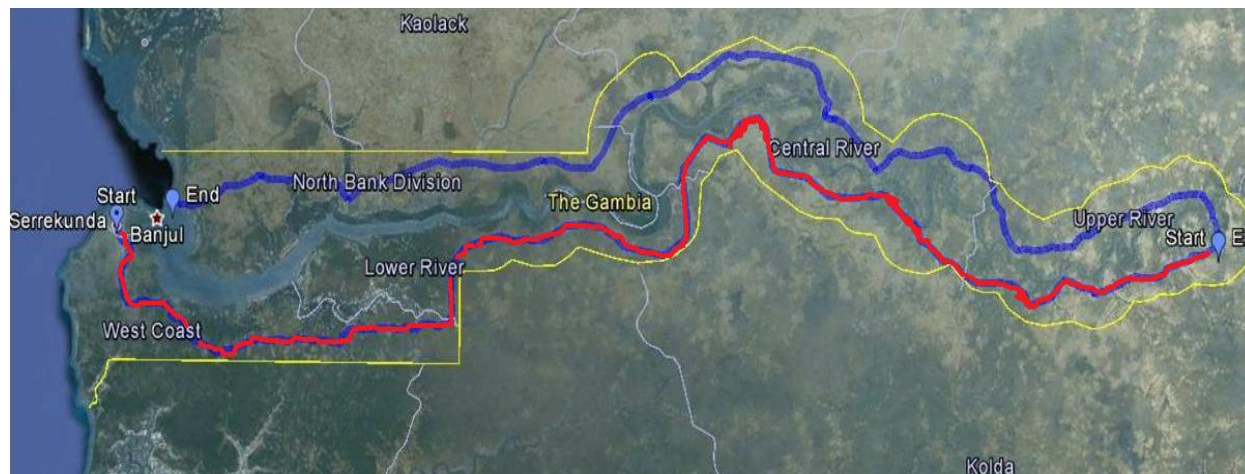 Kaolack
Start
End
Serrekunda
Banjul
North Bank Division
The Gambia
Central River
Upper River
Start
E
Lower River
West Coast
Kolda